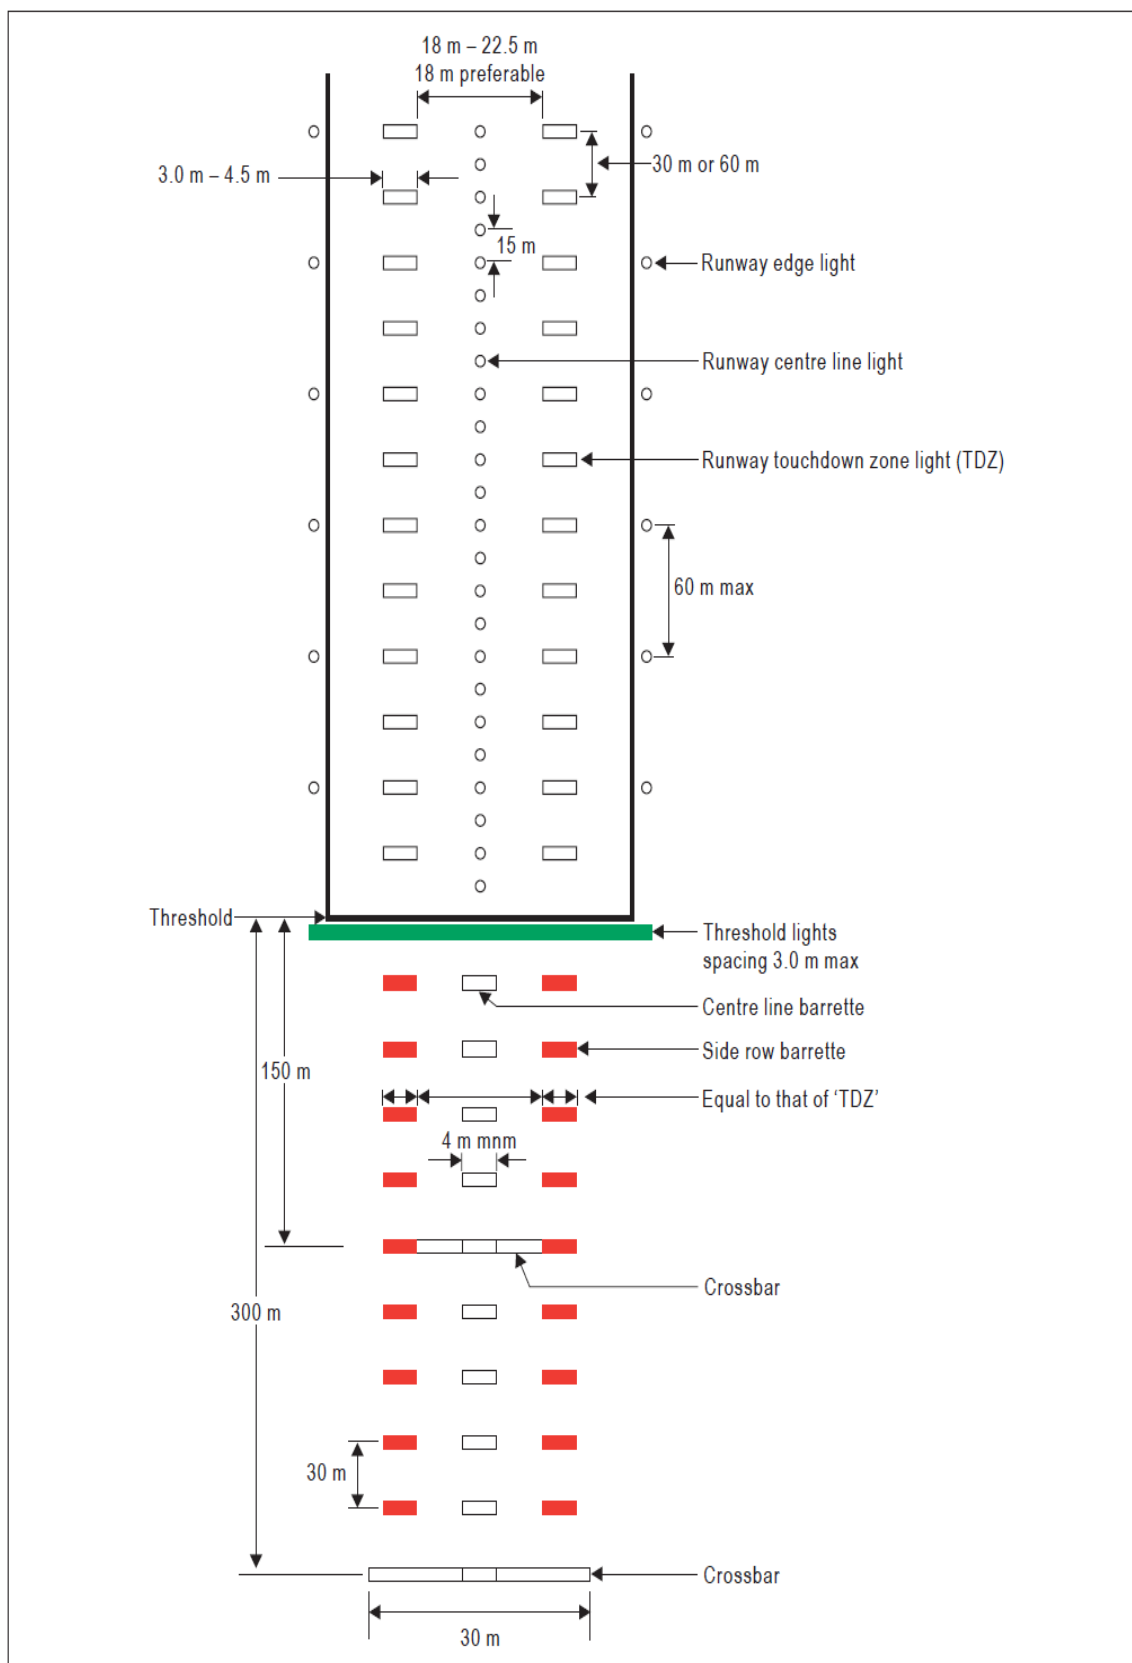 18 m – 22.5 m
18 m preferable
30 m or 60 m
3.0 m – 4.5 m
15 m
Runway edge light
Runway centre line light
Runway touchdown zone light (TDZ)
60 m max
Threshold
Threshold lights
spacing 3.0 m max
Centre line barrette
Side row barrette
150 m
Equal to that of ‘TDZ’
4 m mnm
Crossbar
300 m
30 m
Crossbar
30 m